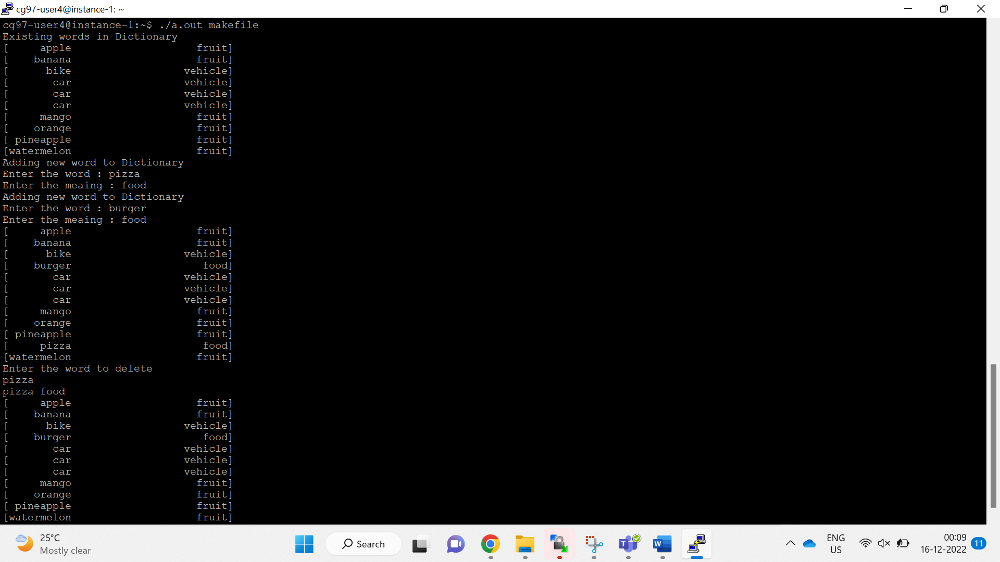 cg97-user4@instance-1: ~
cg97-user4@instance-1:~$ ./a.out makefile
Existing words in Dictionary
[     apple                    fruit]
[    banana                    fruit]
[      bike                  vehicle]
[       car                  vehicle]
[       car                  vehicle]
[       car                  vehicle]
[     mango                    fruit]
[    orange                    fruit]
[ pineapple                    fruit]
[watermelon                    fruit]
Adding new word to Dictionary
Enter the word : pizza
Enter the meaing : food
Adding new word to Dictionary
Enter the word : burger
Enter the meaing : food
[     apple                    fruit]
[    banana                    fruit]
[      bike                  vehicle]
[    burger                     food]
[       car                  vehicle]
[       car                  vehicle]
[       car                  vehicle]
[     mango                    fruit]
[    orange                    fruit]
[ pineapple                    fruit]
[     pizza                     food]
[watermelon                    fruit]
Enter the word to delete
pizza
pizza food
[     apple                    fruit]
[    banana                    fruit]
[      bike                  vehicle]
[    burger                     food]
[       car                  vehicle]
[       car                  vehicle]
[       car                  vehicle]
[     mango                    fruit]
[    orange                    fruit]
[ pineapple                    fruit]
[watermelon                    fruit]
25°C
Mostly clear
Search
T
W
ENG
US
00:09
16-12-2022
11